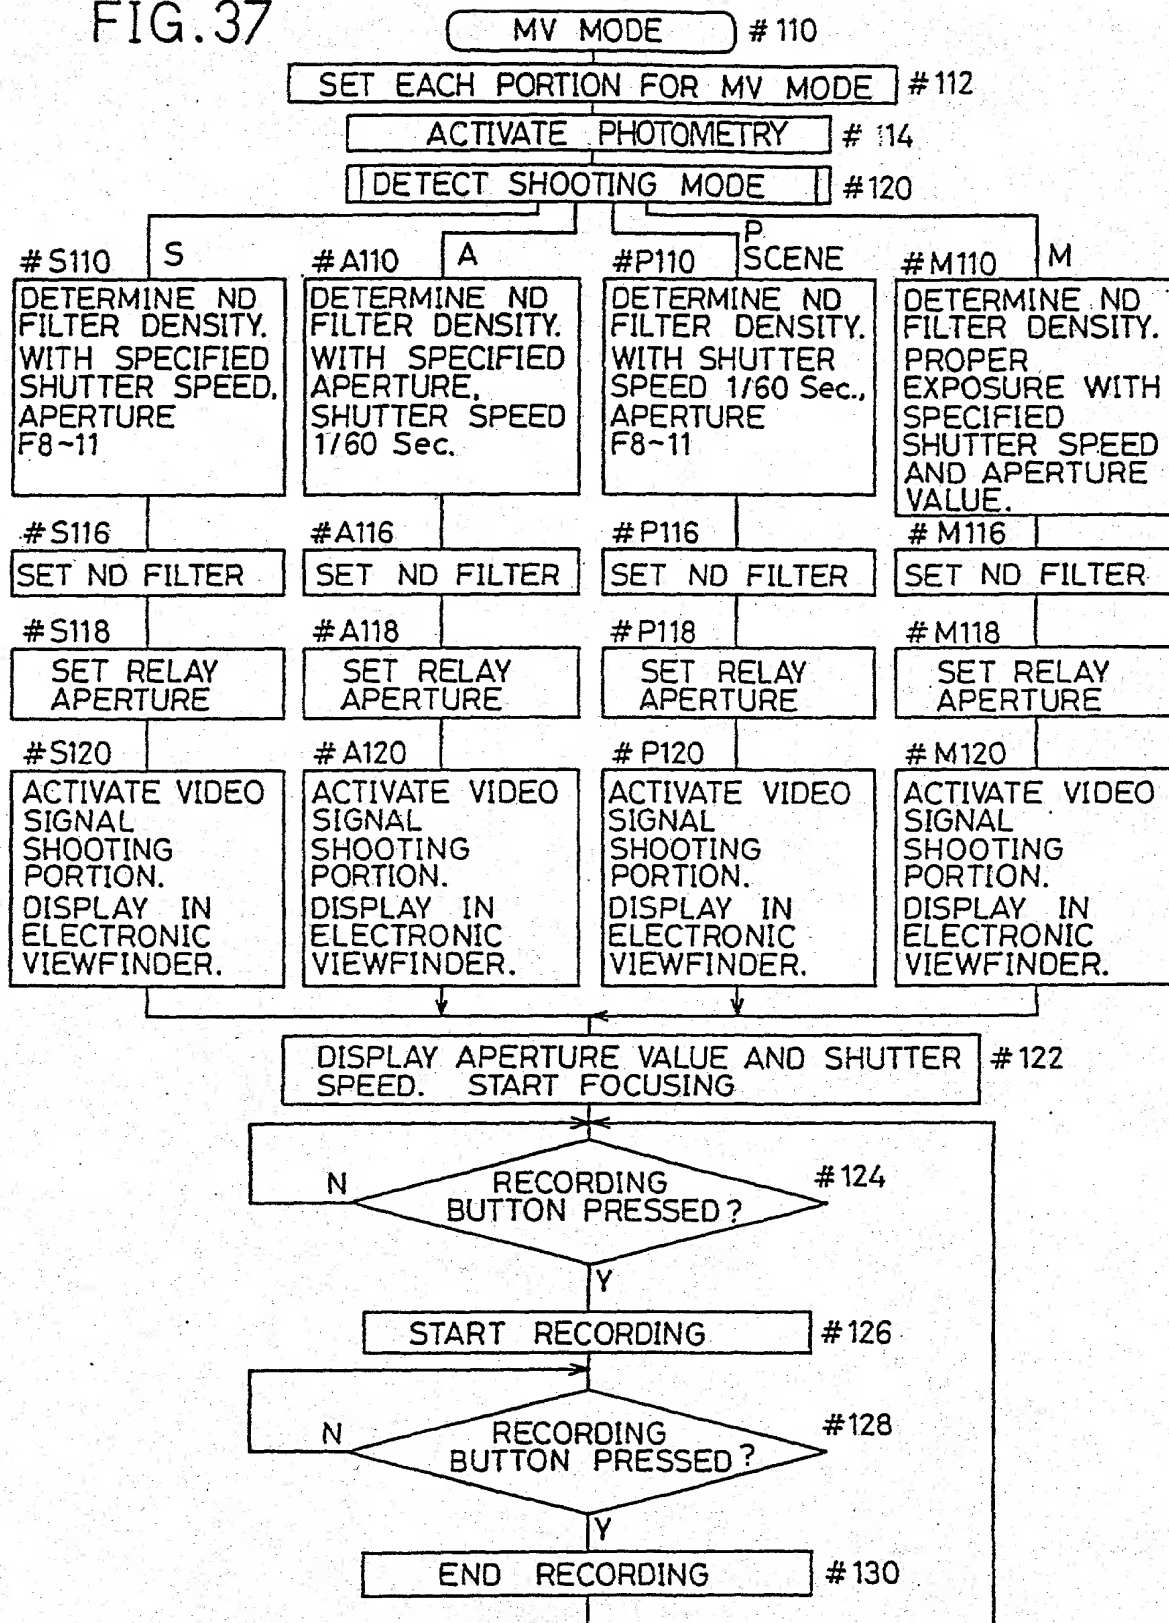 FIG.37
MV MODE
#110
SET EACH PORTION FOR MV MODE
#112
ACTIVATE PHOTOMETRY
#114
DETECT SHOOTING MODE
#120
S
#S110
DETERMINE ND
FILTER DENSITY.
WITH SPECIFIED
SHUTTER SPEED,
APERTURE
F8~11
#S116
SET ND FILTER
#S118
SET RELAY
APERTURE
#S120
ACTIVATE VIDEO
SIGNAL
SHOOTING
PORTION.
DISPLAY IN
ELECTRONIC
VIEWFINDER.
A
#A110
DETERMINE ND
FILTER DENSITY.
WITH SPECIFIED
APERTURE,
SHUTTER SPEED
1/60 Sec.
#A116
SET ND FILTER
#A118
SET RELAY
APERTURE
#A120
ACTIVATE VIDEO
SIGNAL
SHOOTING
PORTION.
DISPLAY IN
ELECTRONIC
VIEWFINDER.
P
SCENE
#P110
DETERMINE ND
FILTER DENSITY.
WITH SHUTTER
SPEED 1/60 Sec.,
APERTURE
F8~11
#P116
SET ND FILTER
#P118
SET RELAY
APERTURE
#P120
ACTIVATE VIDEO
SIGNAL
SHOOTING
PORTION.
DISPLAY IN
ELECTRONIC
VIEWFINDER.
M
#M110
DETERMINE ND
FILTER DENSITY.
PROPER
EXPOSURE WITH
SPECIFIED
SHUTTER SPEED
AND APERTURE
VALUE.
#M116
SET ND FILTER
#M118
SET RELAY
APERTURE
#M120
ACTIVATE VIDEO
SIGNAL
SHOOTING
PORTION.
DISPLAY IN
ELECTRONIC
VIEWFINDER.
DISPLAY APERTURE VALUE AND SHUTTER
SPEED. START FOCUSING
#122
N
RECORDING
BUTTON PRESSED?
#124
Y
START RECORDING
#126
N
RECORDING
BUTTON PRESSED?
#128
Y
END RECORDING
#130